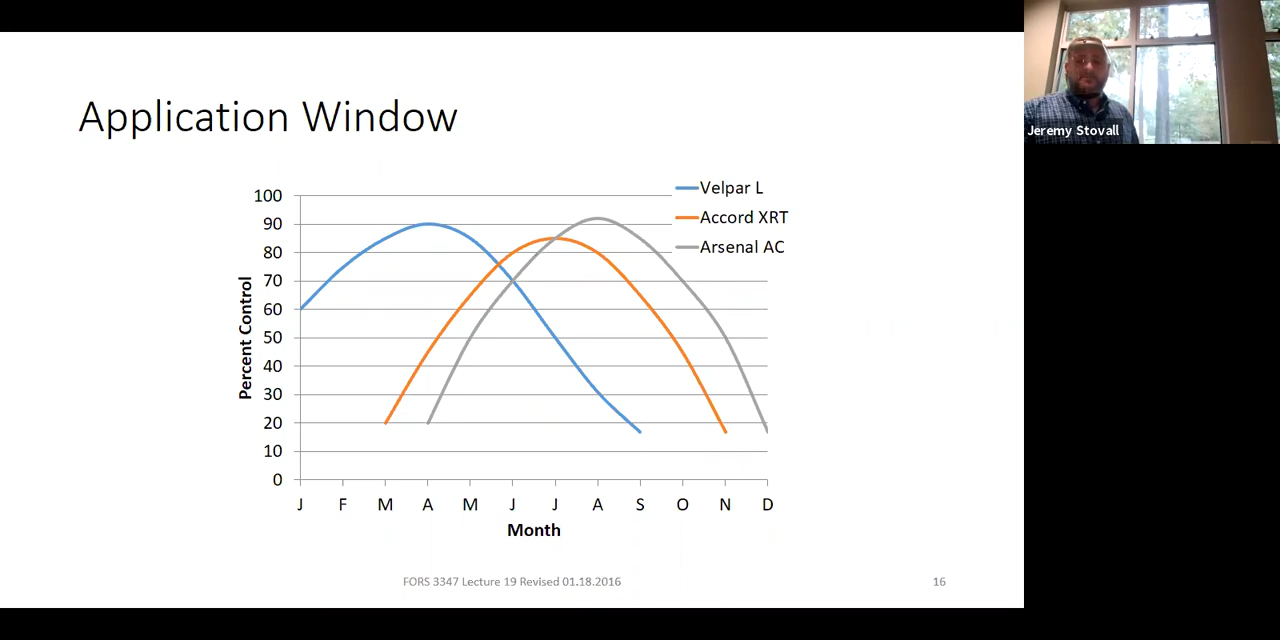 Application Window
Velpar L
Accord XRT
Arsenal AC
Percent Control
100
90
80
70
60
50
40
30
20
10
0
J F M A M J J A S O N D
Month
FORS 3347 Lecture 19 Revised 01.18.2016
16
Jeremy Stovall